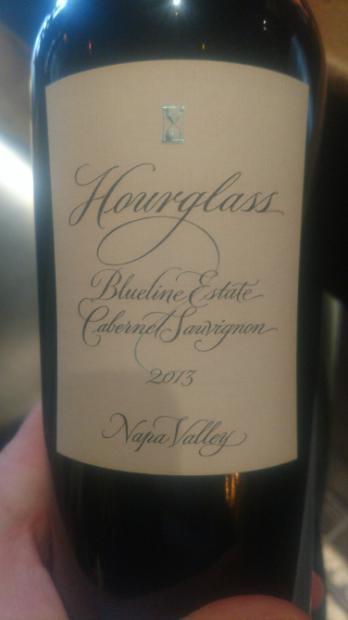 Hourglass
Blueline Estate
Cabernet Sauvignon
2013
Napa Valley